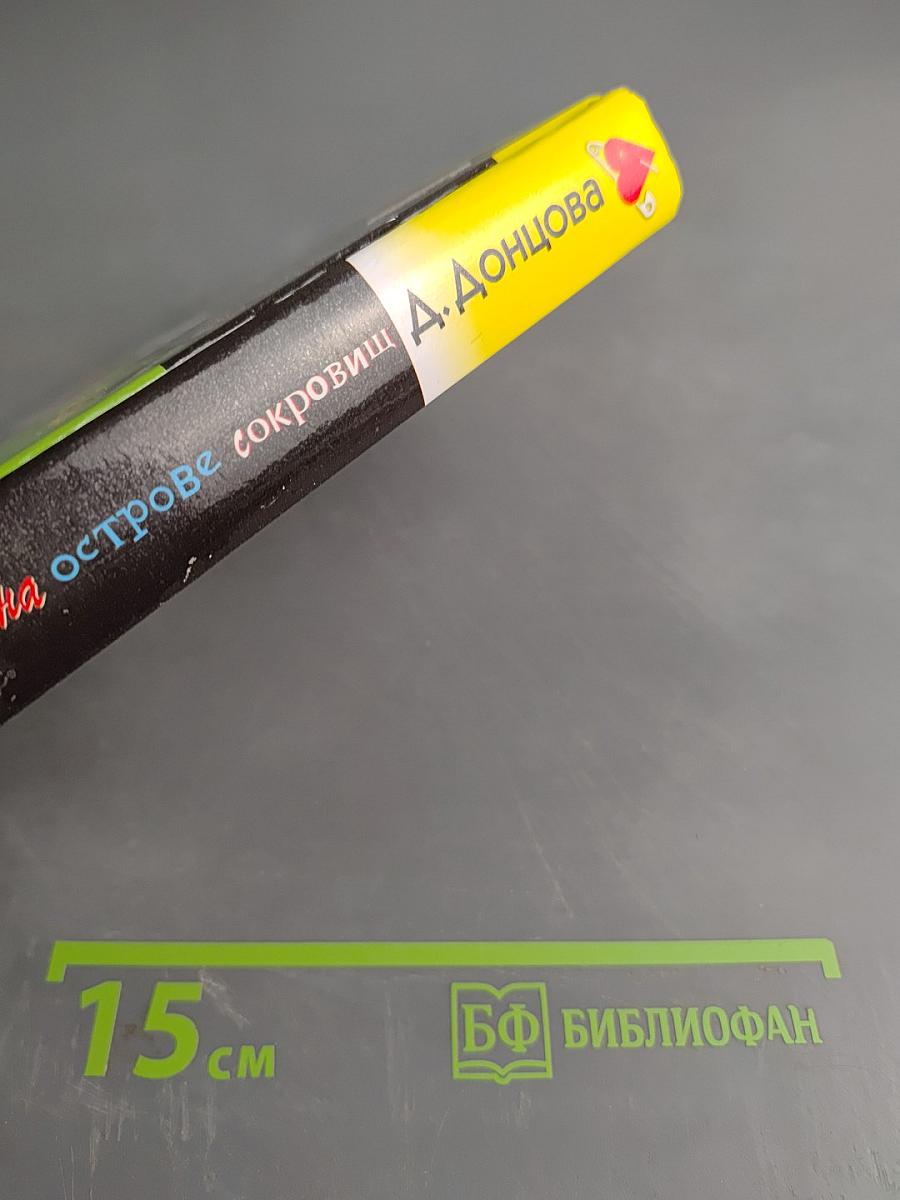 Д. Донцова
на острове сокровищ
15 см
БФ БИБЛИОФАН